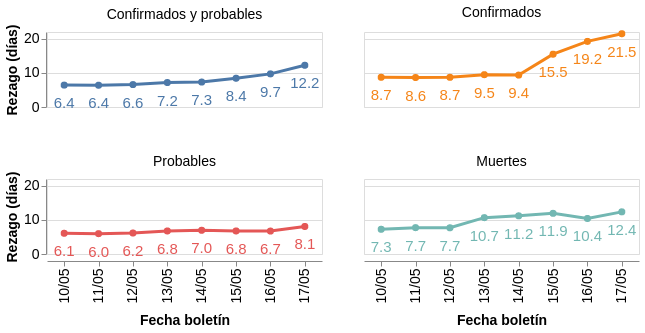 Confirmados y probables
Confirmados
Rezago (días)
20
10
0
6.4 6.4 6.6 7.2 7.3 8.4 9.7 12.2
8.7 8.6 8.7 9.5 9.4 15.5 19.2 21.5
Probables
Muertes
Rezago (días)
20
10
0
6.1 6.0 6.2 6.8 7.0 6.8 6.7 8.1
7.3 7.7 7.7 10.7 11.2 11.9 10.4 12.4
10/05 11/05 12/05 13/05 14/05 15/05 16/05 17/05
10/05 11/05 12/05 13/05 14/05 15/05 16/05 17/05
Fecha boletín
Fecha boletín